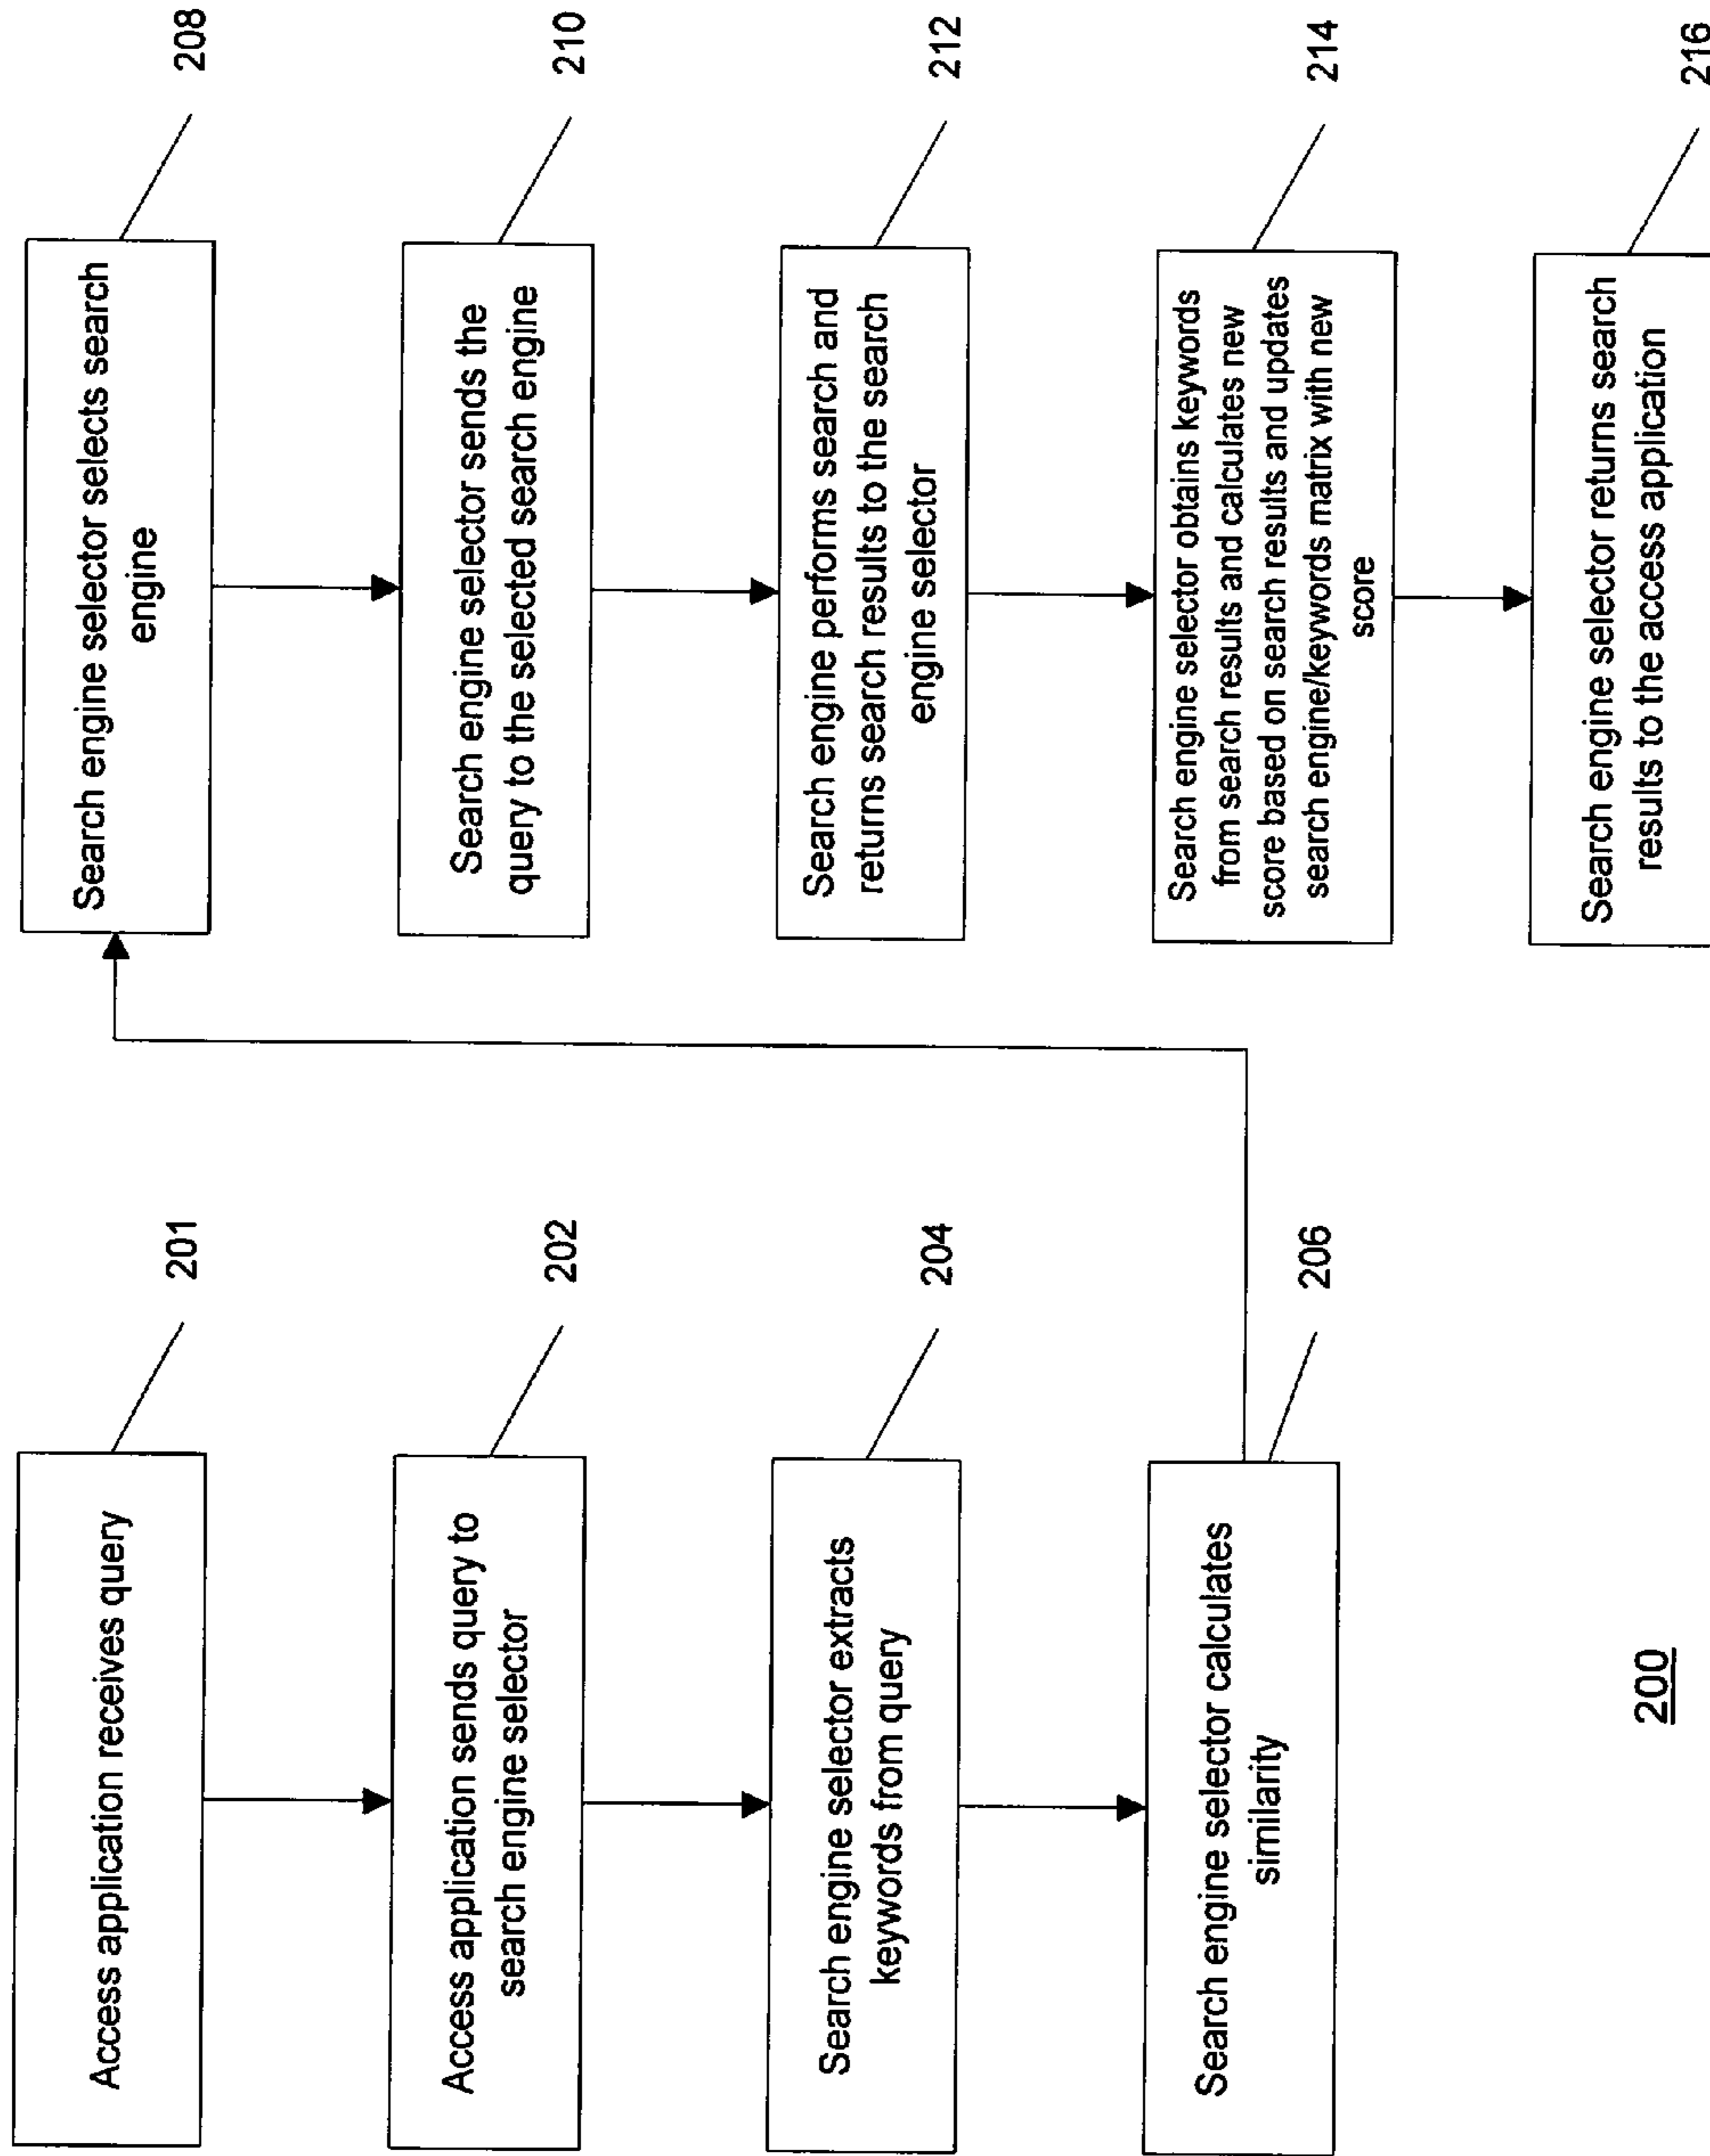 Access application receives query
201
Access application sends query to
search engine selector
202
Search engine selector extracts
keywords from query
204
Search engine selector calculates
similarity
206
Search engine selector selects search
engine
208
Search engine selector sends the
query to the selected search engine
210
Search engine performs search and
returns search results to the search
engine selector
212
Search engine selector obtains keywords
from search results and calculates new
score based on search results and updates
search engine/keywords matrix with new
score
214
Search engine selector returns search
results to the access application
216
200